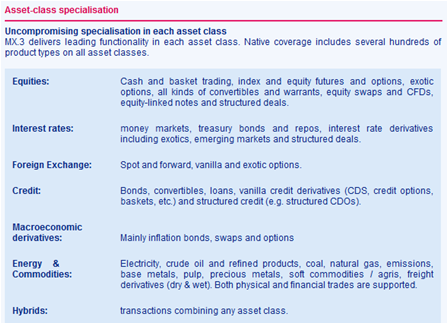 Asset-class specialisation
Uncompromising specialisation in each asset class
MX.3 delivers leading functionality in each asset class. Native coverage includes several hundreds of
product types on all asset classes.
Equities: Cash and basket trading, index and equity futures and options, exotic
options, all kinds of convertibles and warrants, equity swaps and CFDs,
equity-linked notes and structured deals.
Interest rates: money markets, treasury bonds and repos, interest rate derivatives
including exotics, emerging markets and structured deals.
Foreign Exchange: Spot and forward, vanilla and exotic options.
Credit: Bonds, convertibles, loans, vanilla credit derivatives (CDS, credit options,
baskets, etc.) and structured credit (e.g. structured CDOs).
Macroeconomic
derivatives: Mainly inflation bonds, swaps and options
Energy & Electricity, crude oil and refined products, coal, natural gas, emissions,
Commodities: base metals, pulp, precious metals, soft commodities / agris, freight
derivatives (dry & wet). Both physical and financial trades are supported.
Hybrids: transactions combining any asset class.